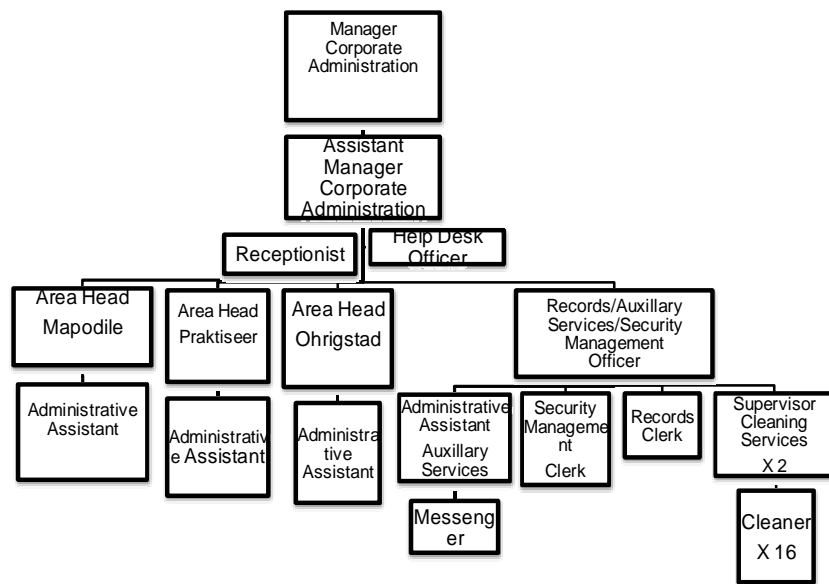 Manager
Corporate
Administration
Assistant
Manager
Corporate
Administration
Receptionist
Help Desk
Officer
Area Head
Mapodile
Area Head
Praktiseer
Area Head
Ohrigstad
Records/Auxillary
Services/Security
Management
Officer
Administrative
Assistant
Administrativ
e Assistant
Administra
tive
Assistant
Administrative
Assistant
Auxillary
Services
Security
Manageme
nt
Clerk
Records
Clerk
Supervisor
Cleaning
Services
X 2
Messeng
er
Cleaner
X 16